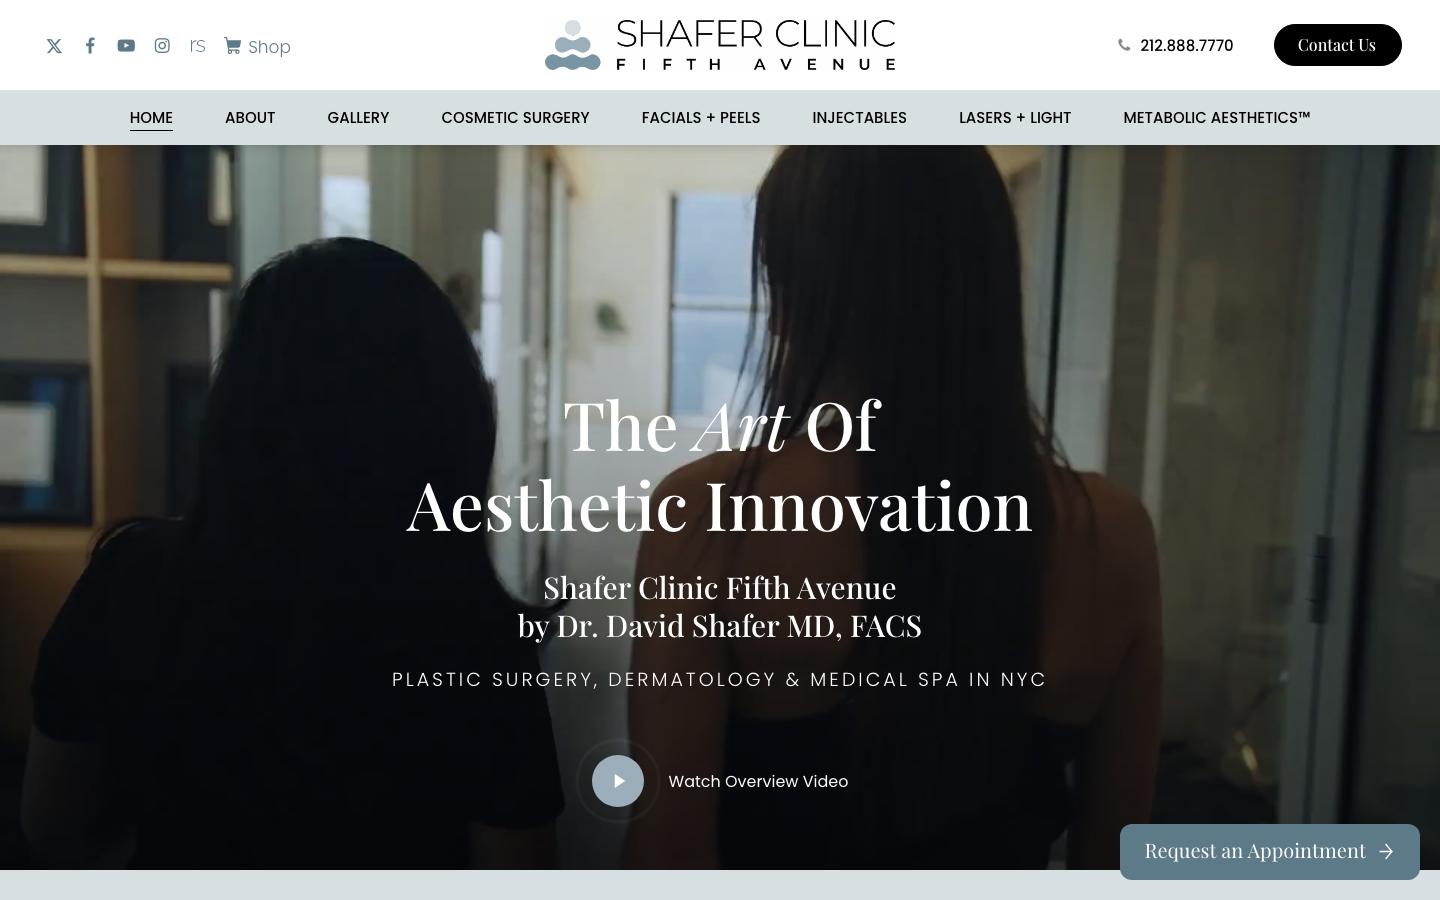 rs
Shop
SHAFER CLINIC
FIFTH AVENUE
212.888.7770
Contact Us
HOME
ABOUT
GALLERY
COSMETIC SURGERY
FACIALS + PEELS
INJECTABLES
LASERS + LIGHT
METABOLIC AESTHETICS™
The Art Of
Aesthetic Innovation
Shafer Clinic Fifth Avenue
by Dr. David Shafer MD, FACS
PLASTIC SURGERY, DERMATOLOGY & MEDICAL SPA IN NYC
Watch Overview Video
Request an Appointment